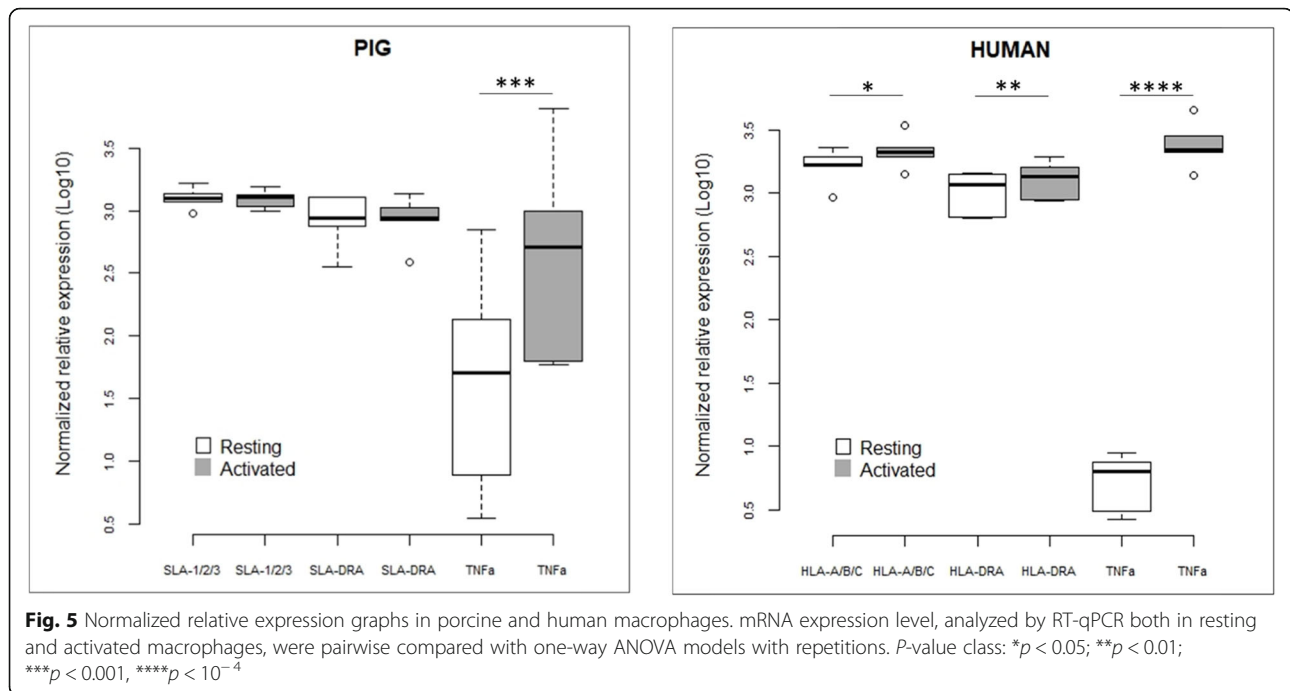 PIG
***
Normalized relative expression (Log10)
3.5
3.0
2.5
2.0
1.5
1.0
0.5
Resting
Activated
SLA-1/2/3 SLA-1/2/3 SLA-DRA SLA-DRA TNFa TNFa
HUMAN
* ** ****
Normalized relative expression (Log10)
3.5
3.0
2.5
2.0
1.5
1.0
0.5
Resting
Activated
HLA-A/B/C HLA-A/B/C HLA-DRA HLA-DRA TNFa TNFa
Fig. 5 Normalized relative expression graphs in porcine and human macrophages. mRNA expression level, analyzed by RT-qPCR both in resting
and activated macrophages, were pairwise compared with one-way ANOVA models with repetitions. P-value class: *p < 0.05; **p < 0.01;
***p < 0.001, ****p < 10⁻⁴